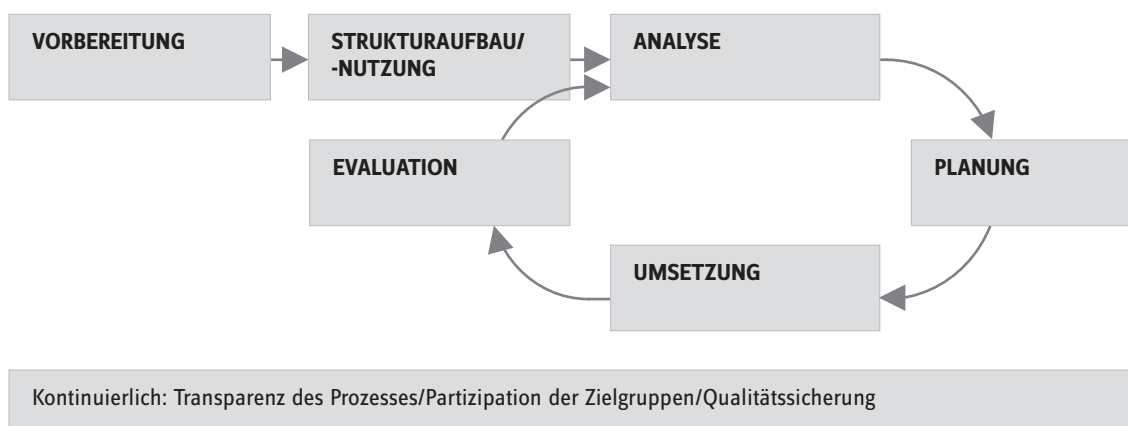 VORBEREITUNG
STRUKTURAUFBAU/
-NUTZUNG
ANALYSE
EVALUATION
PLANUNG
UMSETZUNG
Kontinuierlich: Transparenz des Prozesses/Partizipation der Zielgruppen/Qualitätssicherung